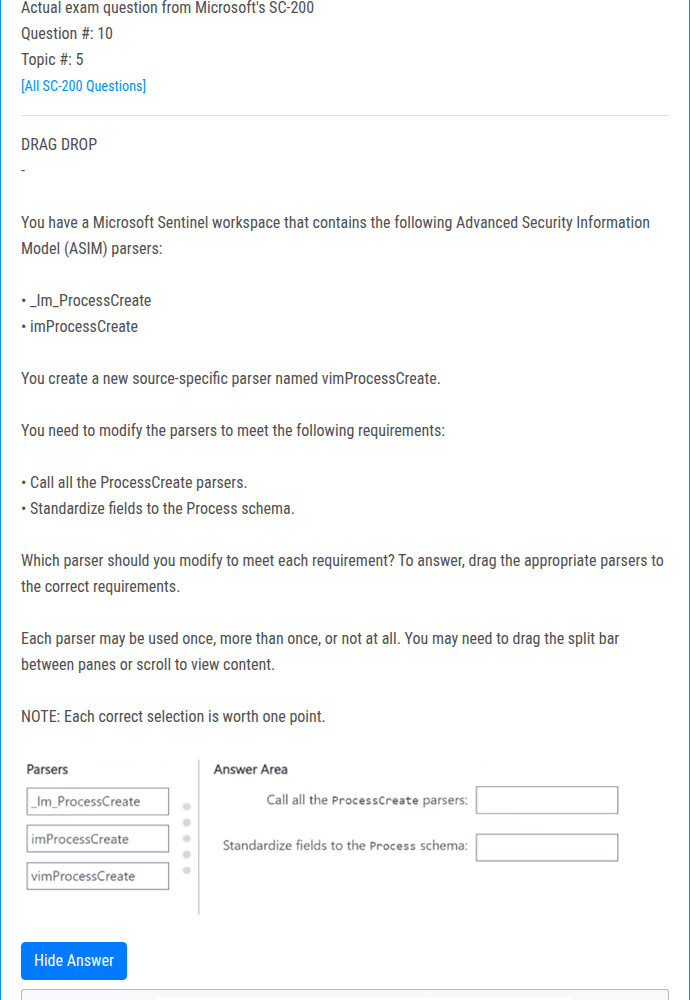 Actual exam question from Microsoft's SC-200
Question #: 10
Topic #: 5
[All SC-200 Questions]
DRAG DROP
-
You have a Microsoft Sentinel workspace that contains the following Advanced Security Information
Model (ASIM) parsers:
• _Im_ProcessCreate
• imProcessCreate
You create a new source-specific parser named vimProcessCreate.
You need to modify the parsers to meet the following requirements:
• Call all the ProcessCreate parsers.
• Standardize fields to the Process schema.
Which parser should you modify to meet each requirement? To answer, drag the appropriate parsers to
the correct requirements.
Each parser may be used once, more than once, or not at all. You may need to drag the split bar
between panes or scroll to view content.
NOTE: Each correct selection is worth one point.
Parsers
_Im_ProcessCreate
imProcessCreate
vimProcessCreate
Answer Area
Call all the ProcessCreate parsers:
Standardize fields to the Process schema:
Hide Answer